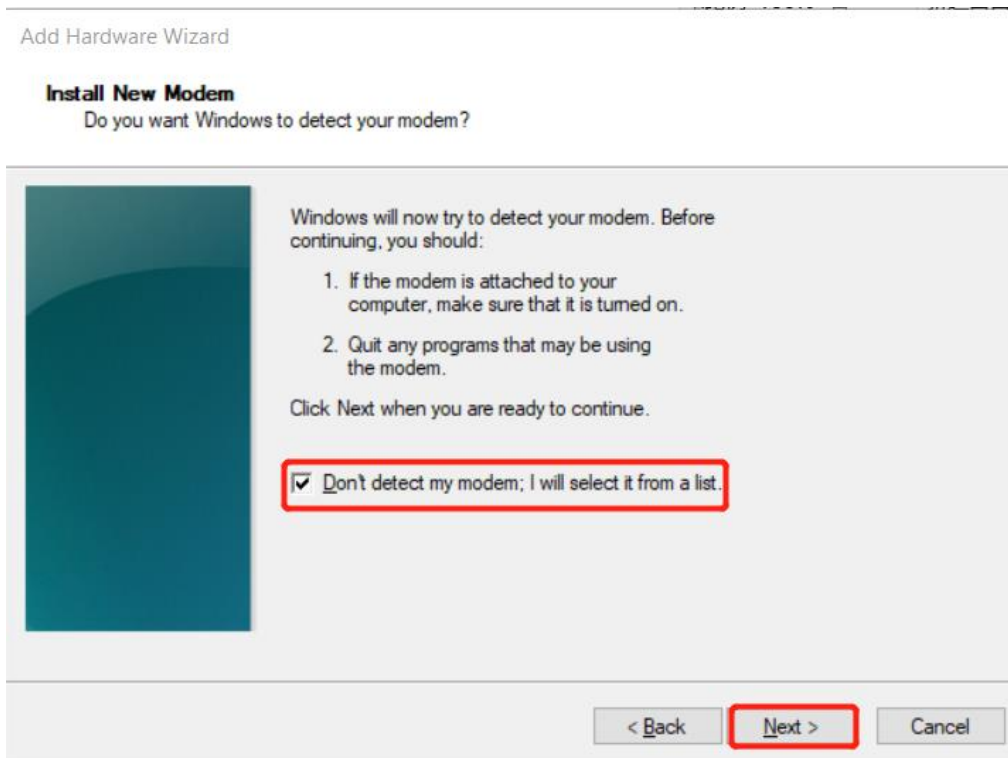 Add Hardware Wizard
Install New Modem
Do you want Windows to detect your modem?
Windows will now try to detect your modem. Before
continuing, you should:
1. If the modem is attached to your
computer, make sure that it is turned on.
2. Quit any programs that may be using
the modem.
Click Next when you are ready to continue.
Don't detect my modem; I will select it from a list.
< Back Next > Cancel